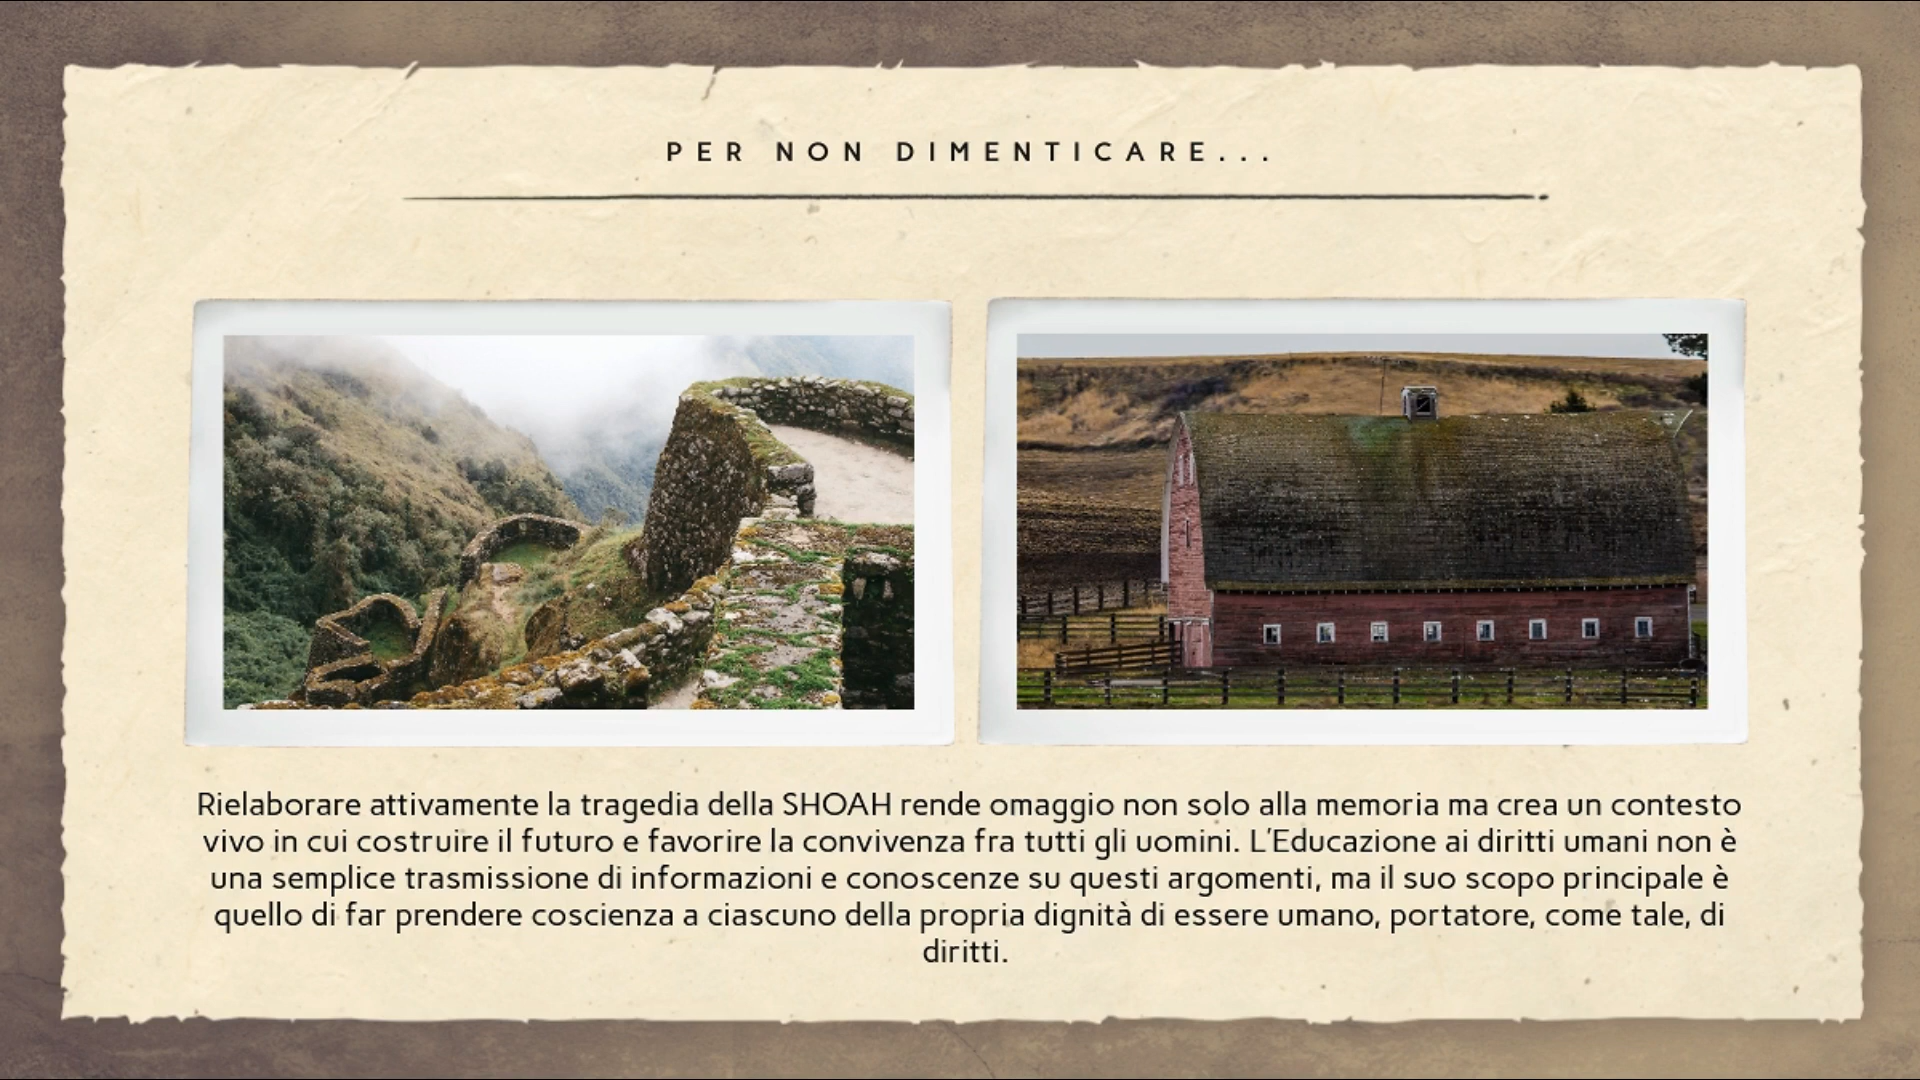 PER NON DIMENTICARE...
Rielaborare attivamente la tragedia della SHOAH rende omaggio non solo alla memoria ma crea un contesto
vivo in cui costruire il futuro e favorire la convivenza fra tutti gli uomini. L'Educazione ai diritti umani non è
una semplice trasmissione di informazioni e conoscenze su questi argomenti, ma il suo scopo principale è
quello di far prendere coscienza a ciascuno della propria dignità di essere umano, portatore, come tale, di
diritti.